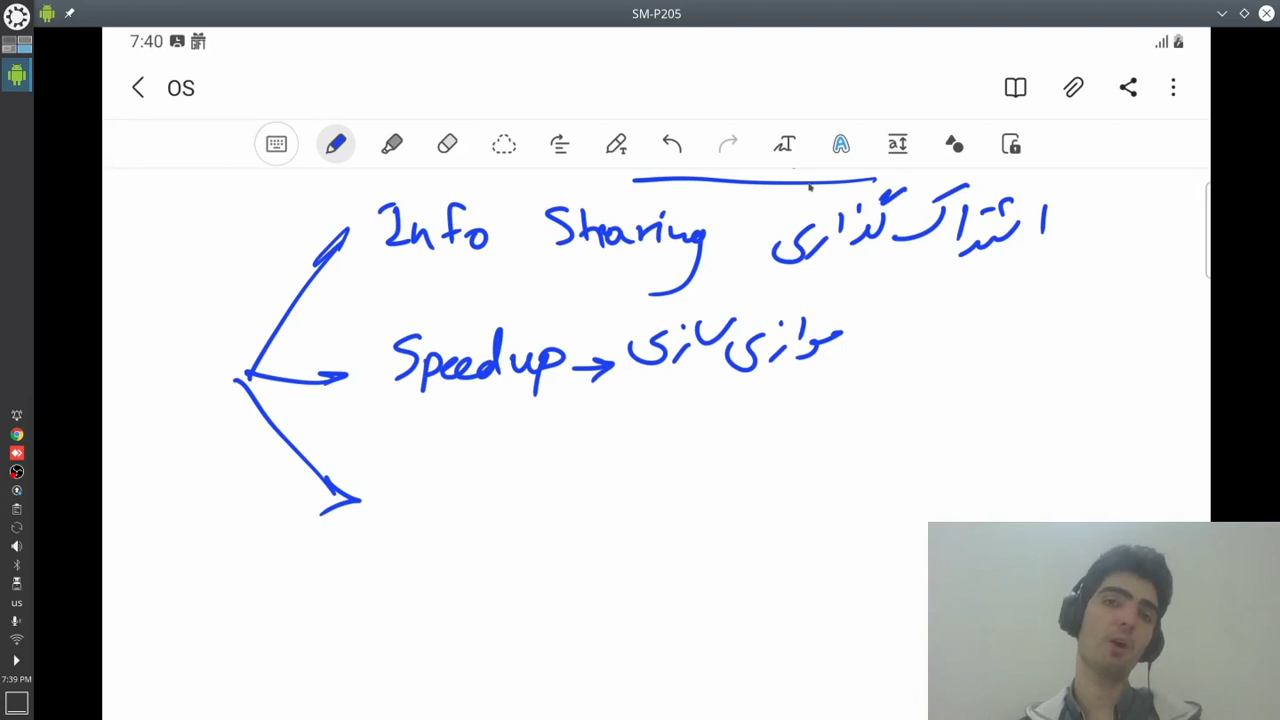 SM-P205
7:40
OS
Info Sharing اشتراک گذاری
Speedup → موازی سازی
us
7:39 PM